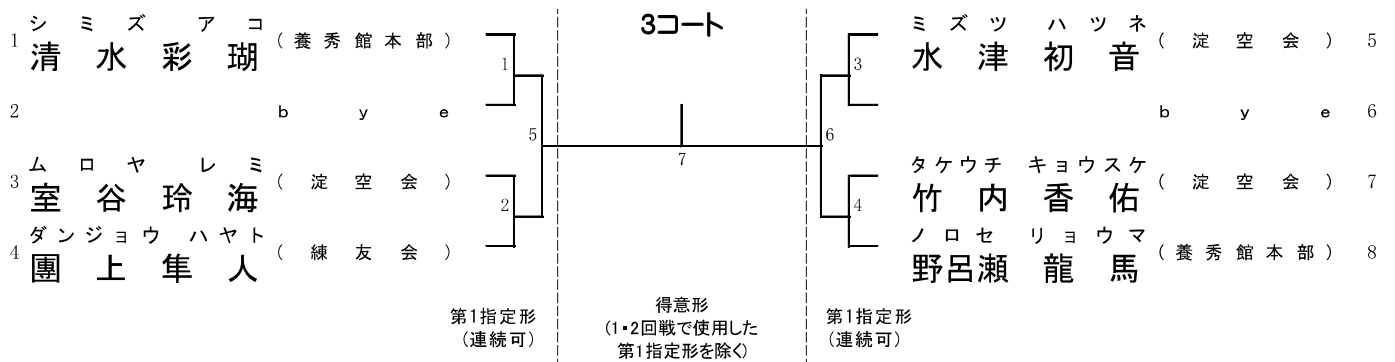 3コート
シミズ アコ
1 清水彩瑚 (養秀館本部)
2 bye
ムロヤ レミ
3 室谷玲海 (淀空会)
ダンジョウ ハヤト
4 團上隼人 (練友会)
1
2
5
7
第1指定形
(連続可)
得意形
(1・2回戦で使用した
第1指定形を除く)
ミズツ ハツネ
水津初音 (淀空会) 5
bye 6
タケウチ キョウスケ
竹内香佑 (淀空会) 7
ノロセ リョウマ
野呂瀬龍馬 (養秀館本部) 8
3
4
6
第1指定形
(連続可)